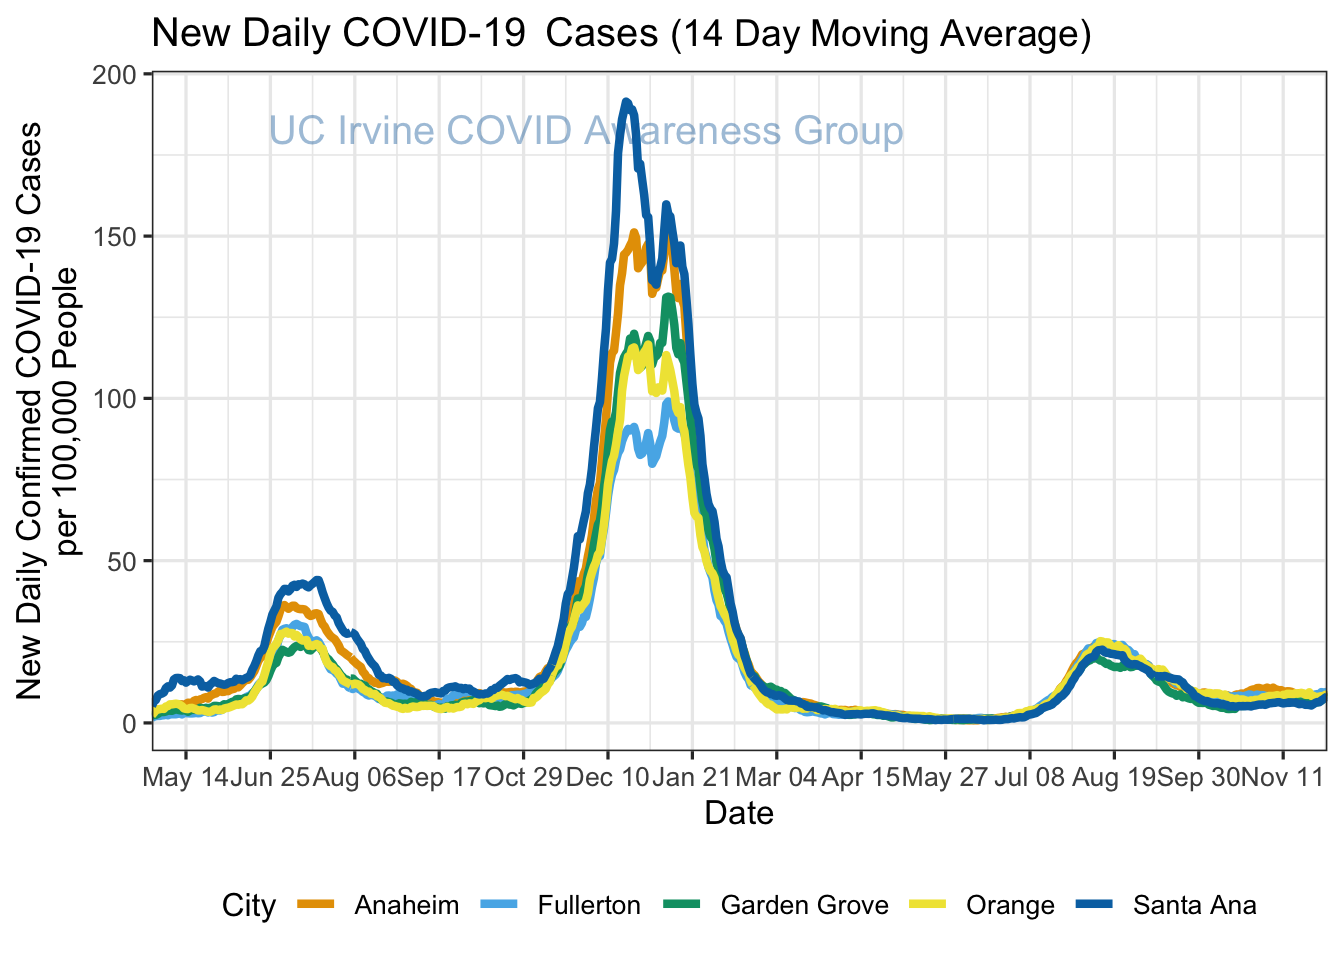 New Daily COVID-19 Cases (14 Day Moving Average)
UC Irvine COVID Awareness Group
New Daily Confirmed COVID-19 Cases
per 100,000 People
200
150
100
50
0
May 14 Jun 25 Aug 06 Sep 17 Oct 29 Dec 10 Jan 21 Mar 04 Apr 15 May 27 Jul 08 Aug 19 Sep 30 Nov 11
Date
City Anaheim Fullerton Garden Grove Orange Santa Ana